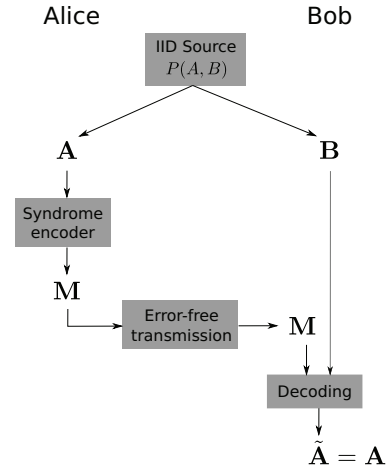 Alice
Bob
IID Source
P(A, B)
A
B
Syndrome
encoder
M
Error-free
transmission
M
Decoding
Ã = A